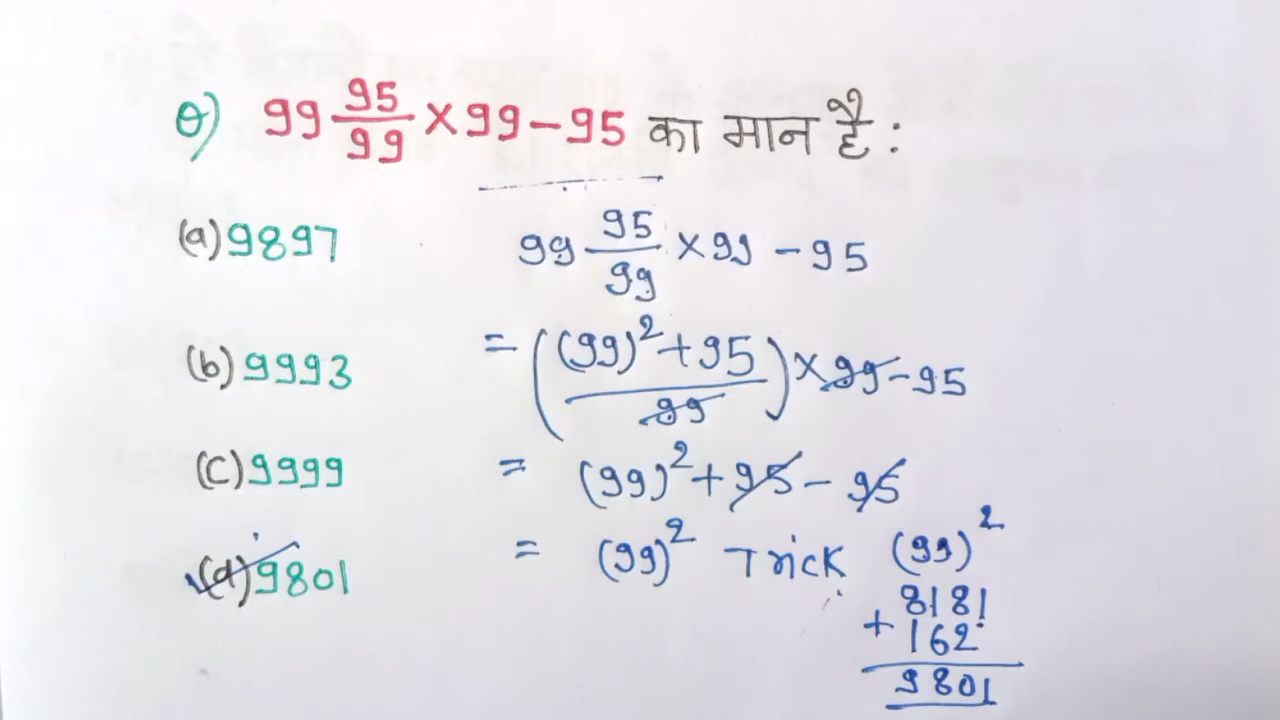 Q) 99 95/99 × 99 - 95 का मान है :
(a) 9897
(b) 9993
(c) 9999
(d) 9801
99 95/99 × 99 - 95
= ((99)² + 95 / 99) × 99 - 95
= (99)² + 95 - 95
= (99)² Trick (99)²
8181
+ 162
9801